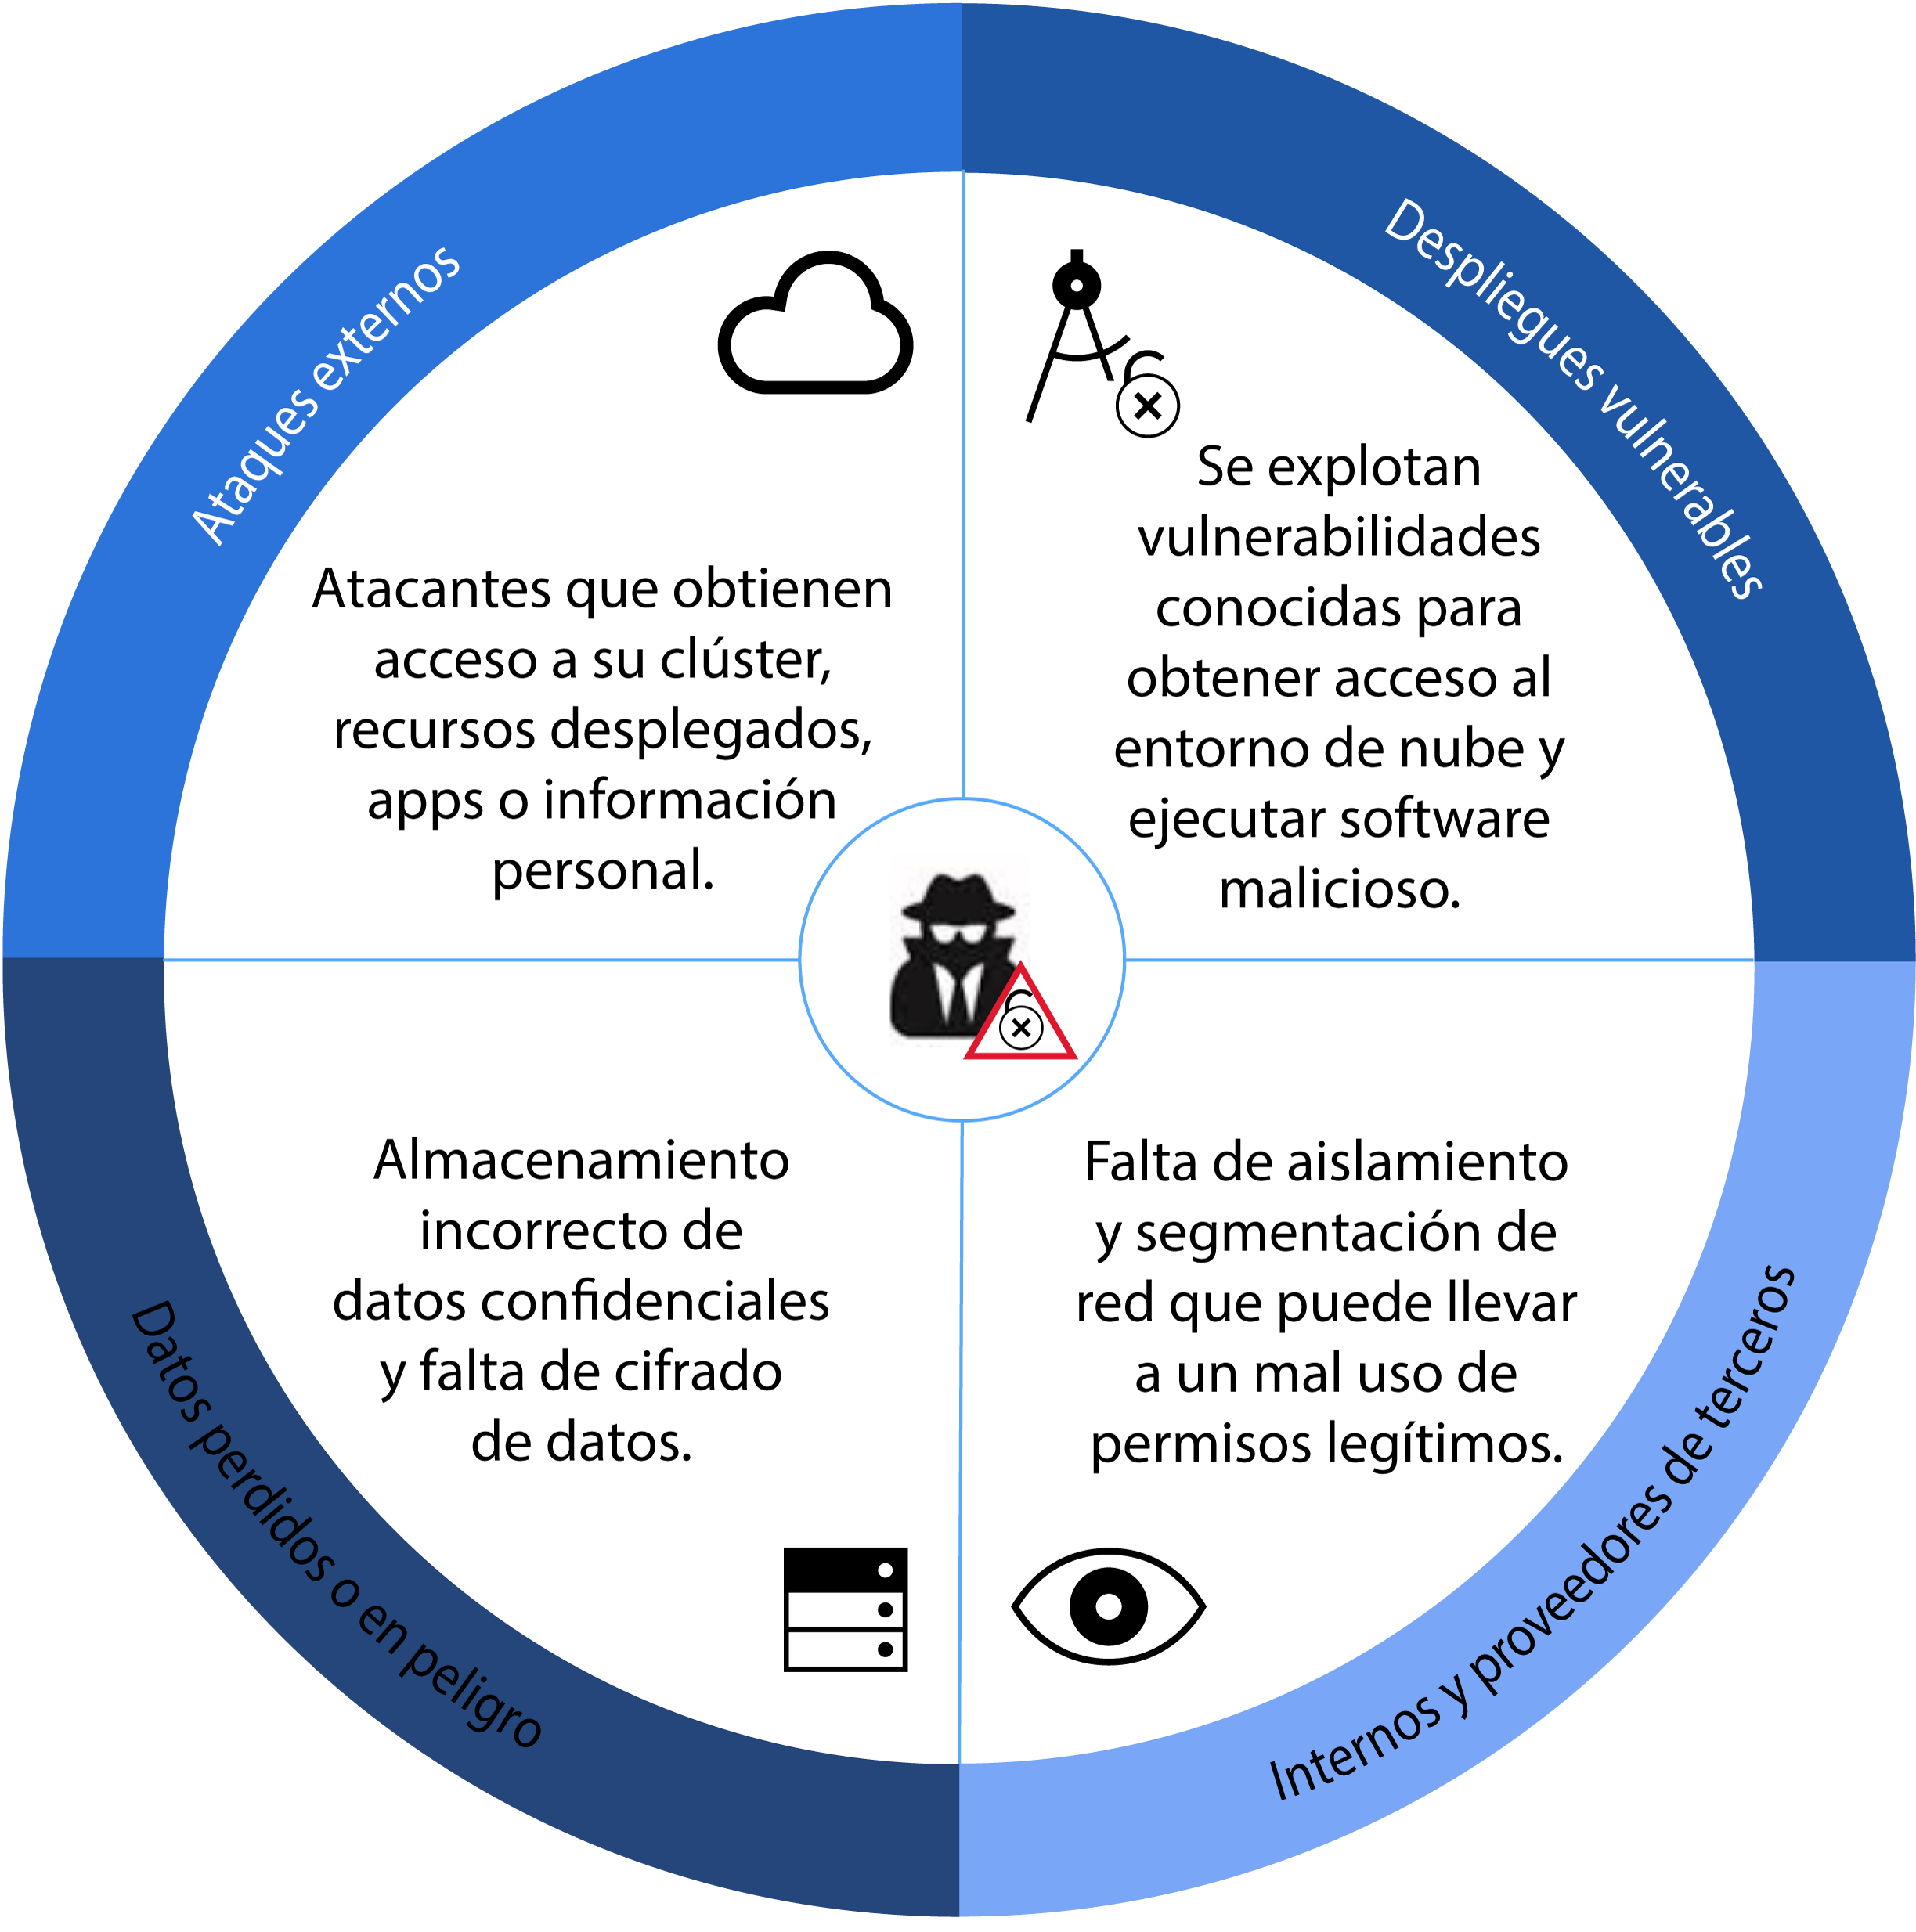 Ataques externos
Atacantes que obtienen
acceso a su clúster,
recursos desplegados,
apps o información
personal.
Despliegues vulnerables
Se explotan
vulnerabilidades
conocidas para
obtener acceso al
entorno de nube y
ejecutar software
malicioso.
Datos perdidos o en peligro
Almacenamiento
incorrecto de
datos confidenciales
y falta de cifrado
de datos.
Internos y proveedores de terceros
Falta de aislamiento
y segmentación de
red que puede llevar
a un mal uso de
permisos legítimos.